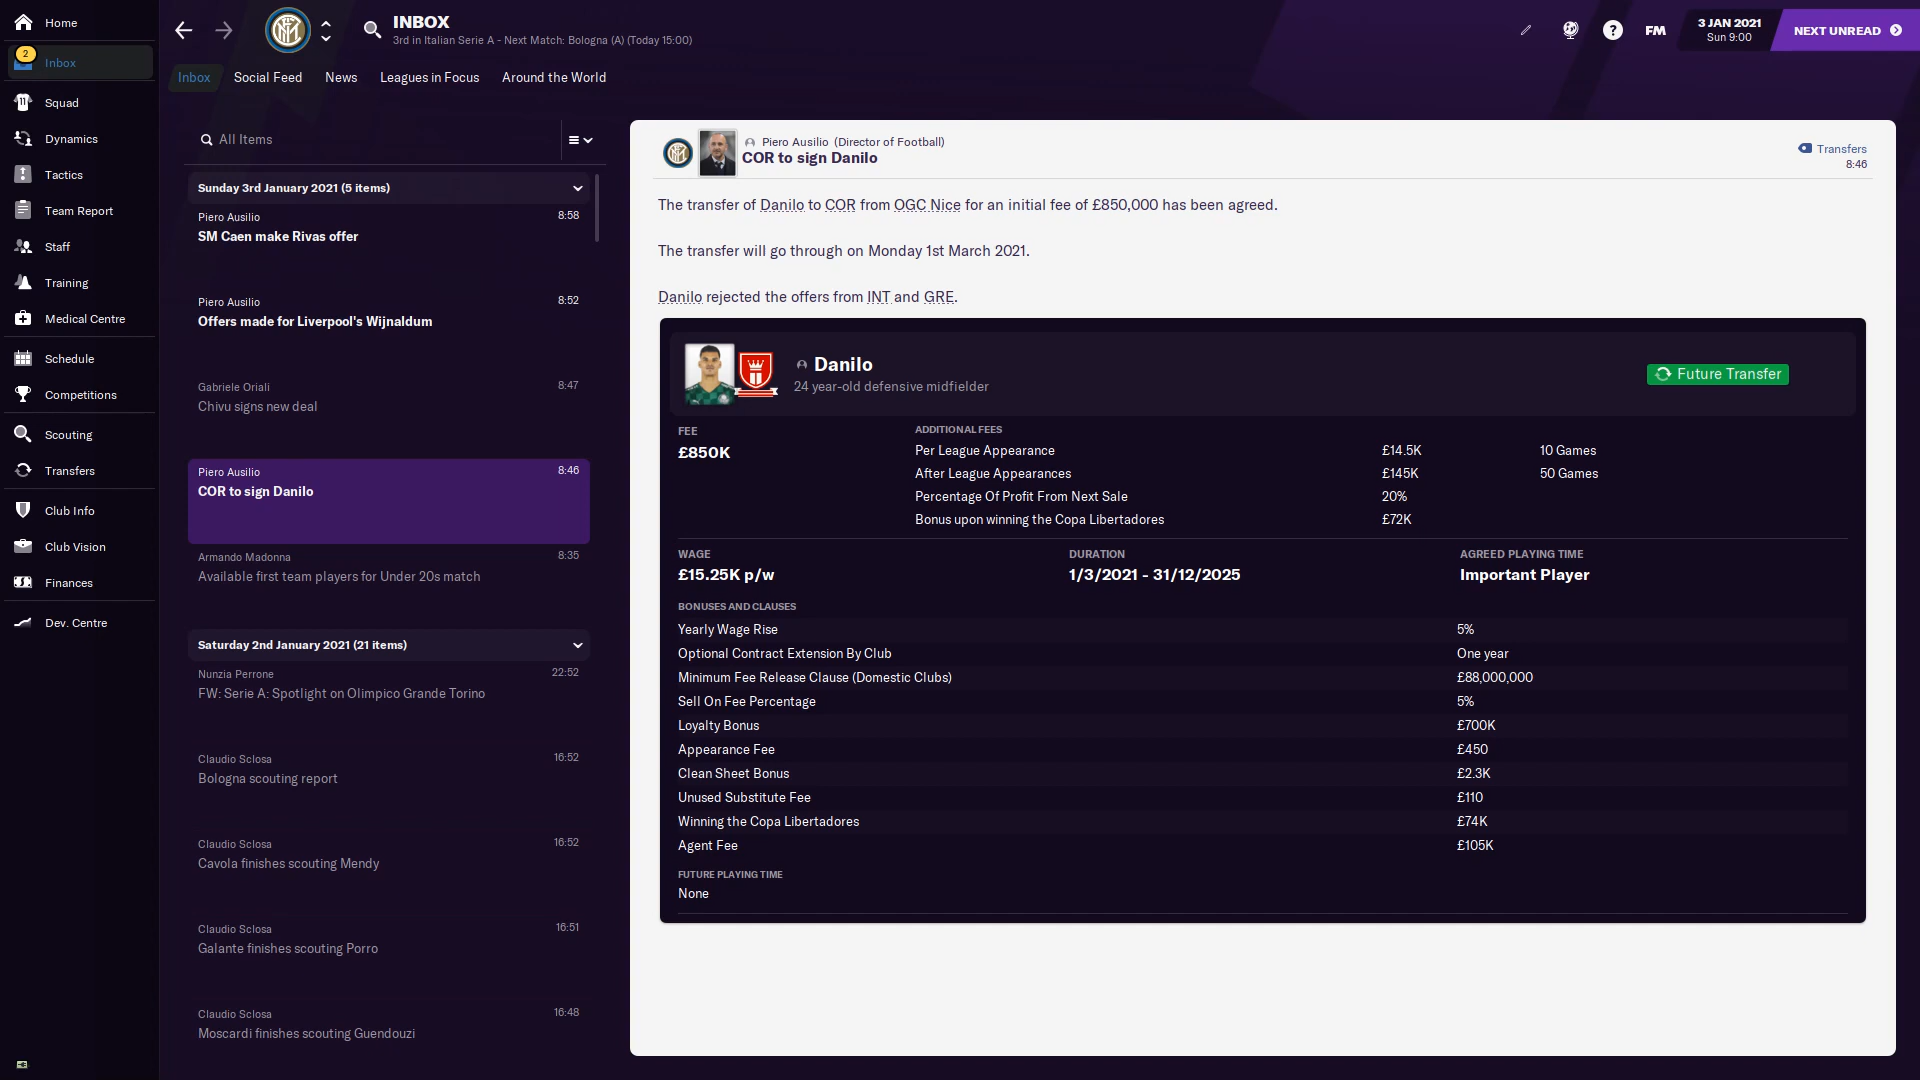 Home
2
Inbox
Squad
Dynamics
Tactics
Team Report
Staff
Training
Medical Centre
Schedule
Competitions
Scouting
Transfers
Club Info
Club Vision
Finances
Dev. Centre
INBOX
3rd in Italian Serie A - Next Match: Bologna (A) (Today 15:00)
FM
3 JAN 2021
Sun 9:00
NEXT UNREAD
Inbox
Social Feed
News
Leagues in Focus
Around the World
All Items
Sunday 3rd January 2021 (5 items)
Piero Ausilio 8:58
SM Caen make Rivas offer
Piero Ausilio 8:52
Offers made for Liverpool's Wijnaldum
Gabriele Oriali 8:47
Chivu signs new deal
Piero Ausilio 8:46
COR to sign Danilo
Armando Madonna 8:35
Available first team players for Under 20s match
Saturday 2nd January 2021 (21 items)
Nunzia Perrone 22:52
FW: Serie A: Spotlight on Olimpico Grande Torino
Claudio Sclosa 16:52
Bologna scouting report
Claudio Sclosa 16:52
Cavola finishes scouting Mendy
Claudio Sclosa 16:51
Galante finishes scouting Porro
Claudio Sclosa 16:48
Moscardi finishes scouting Guendouzi
Piero Ausilio (Director of Football)
COR to sign Danilo
Transfers
8:46
The transfer of Danilo to COR from OGC Nice for an initial fee of £850,000 has been agreed.
The transfer will go through on Monday 1st March 2021.
Danilo rejected the offers from INT and GRE.
Danilo
24 year-old defensive midfielder
Future Transfer
FEE
£850K
ADDITIONAL FEES
Per League Appearance £14.5K 10 Games
After League Appearances £145K 50 Games
Percentage Of Profit From Next Sale 20%
Bonus upon winning the Copa Libertadores £72K
WAGE
£15.25K p/w
DURATION
1/3/2021 - 31/12/2025
AGREED PLAYING TIME
Important Player
BONUSES AND CLAUSES
Yearly Wage Rise 5%
Optional Contract Extension By Club One year
Minimum Fee Release Clause (Domestic Clubs) £88,000,000
Sell On Fee Percentage 5%
Loyalty Bonus £700K
Appearance Fee £450
Clean Sheet Bonus £2.3K
Unused Substitute Fee £110
Winning the Copa Libertadores £74K
Agent Fee £105K
FUTURE PLAYING TIME
None